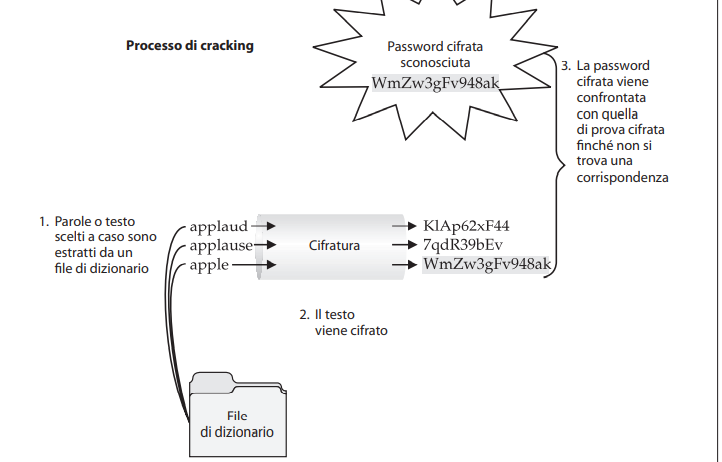 Processo di cracking
Password cifrata
sconosciuta
WmZw3gFv948ak
3. La password
cifrata viene
confrontata
con quella
di prova cifrata
finché non si
trova una
corrispondenza
1. Parole o testo
scelti a caso sono
estratti da un
file di dizionario
applaud
applause
apple
Cifratura
KlAp62xF44
7qdR39bEv
WmZw3gFv948ak
2. Il testo
viene cifrato
File
di dizionario